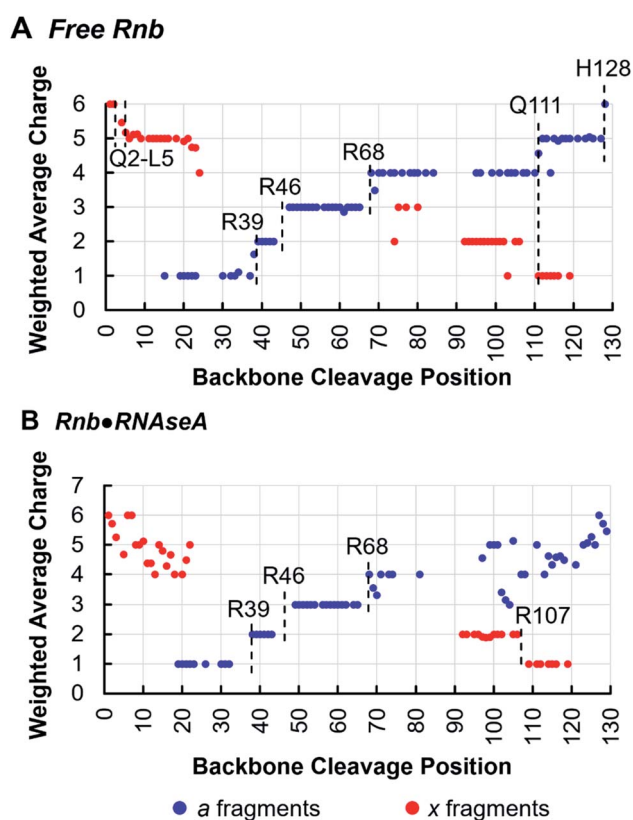 A Free Rnb
Weighted Average Charge
6
5
4
3
2
1
0
Q2-L5
R39
R46
R68
Q111
H128
0
10
20
30
40
50
60
70
80
90
100
110
120
130
Backbone Cleavage Position
B Rnb●RNAseA
Weighted Average Charge
7
6
5
4
3
2
1
0
R39
R46
R68
R107
0
10
20
30
40
50
60
70
80
90
100
110
120
130
Backbone Cleavage Position
a fragments
x fragments